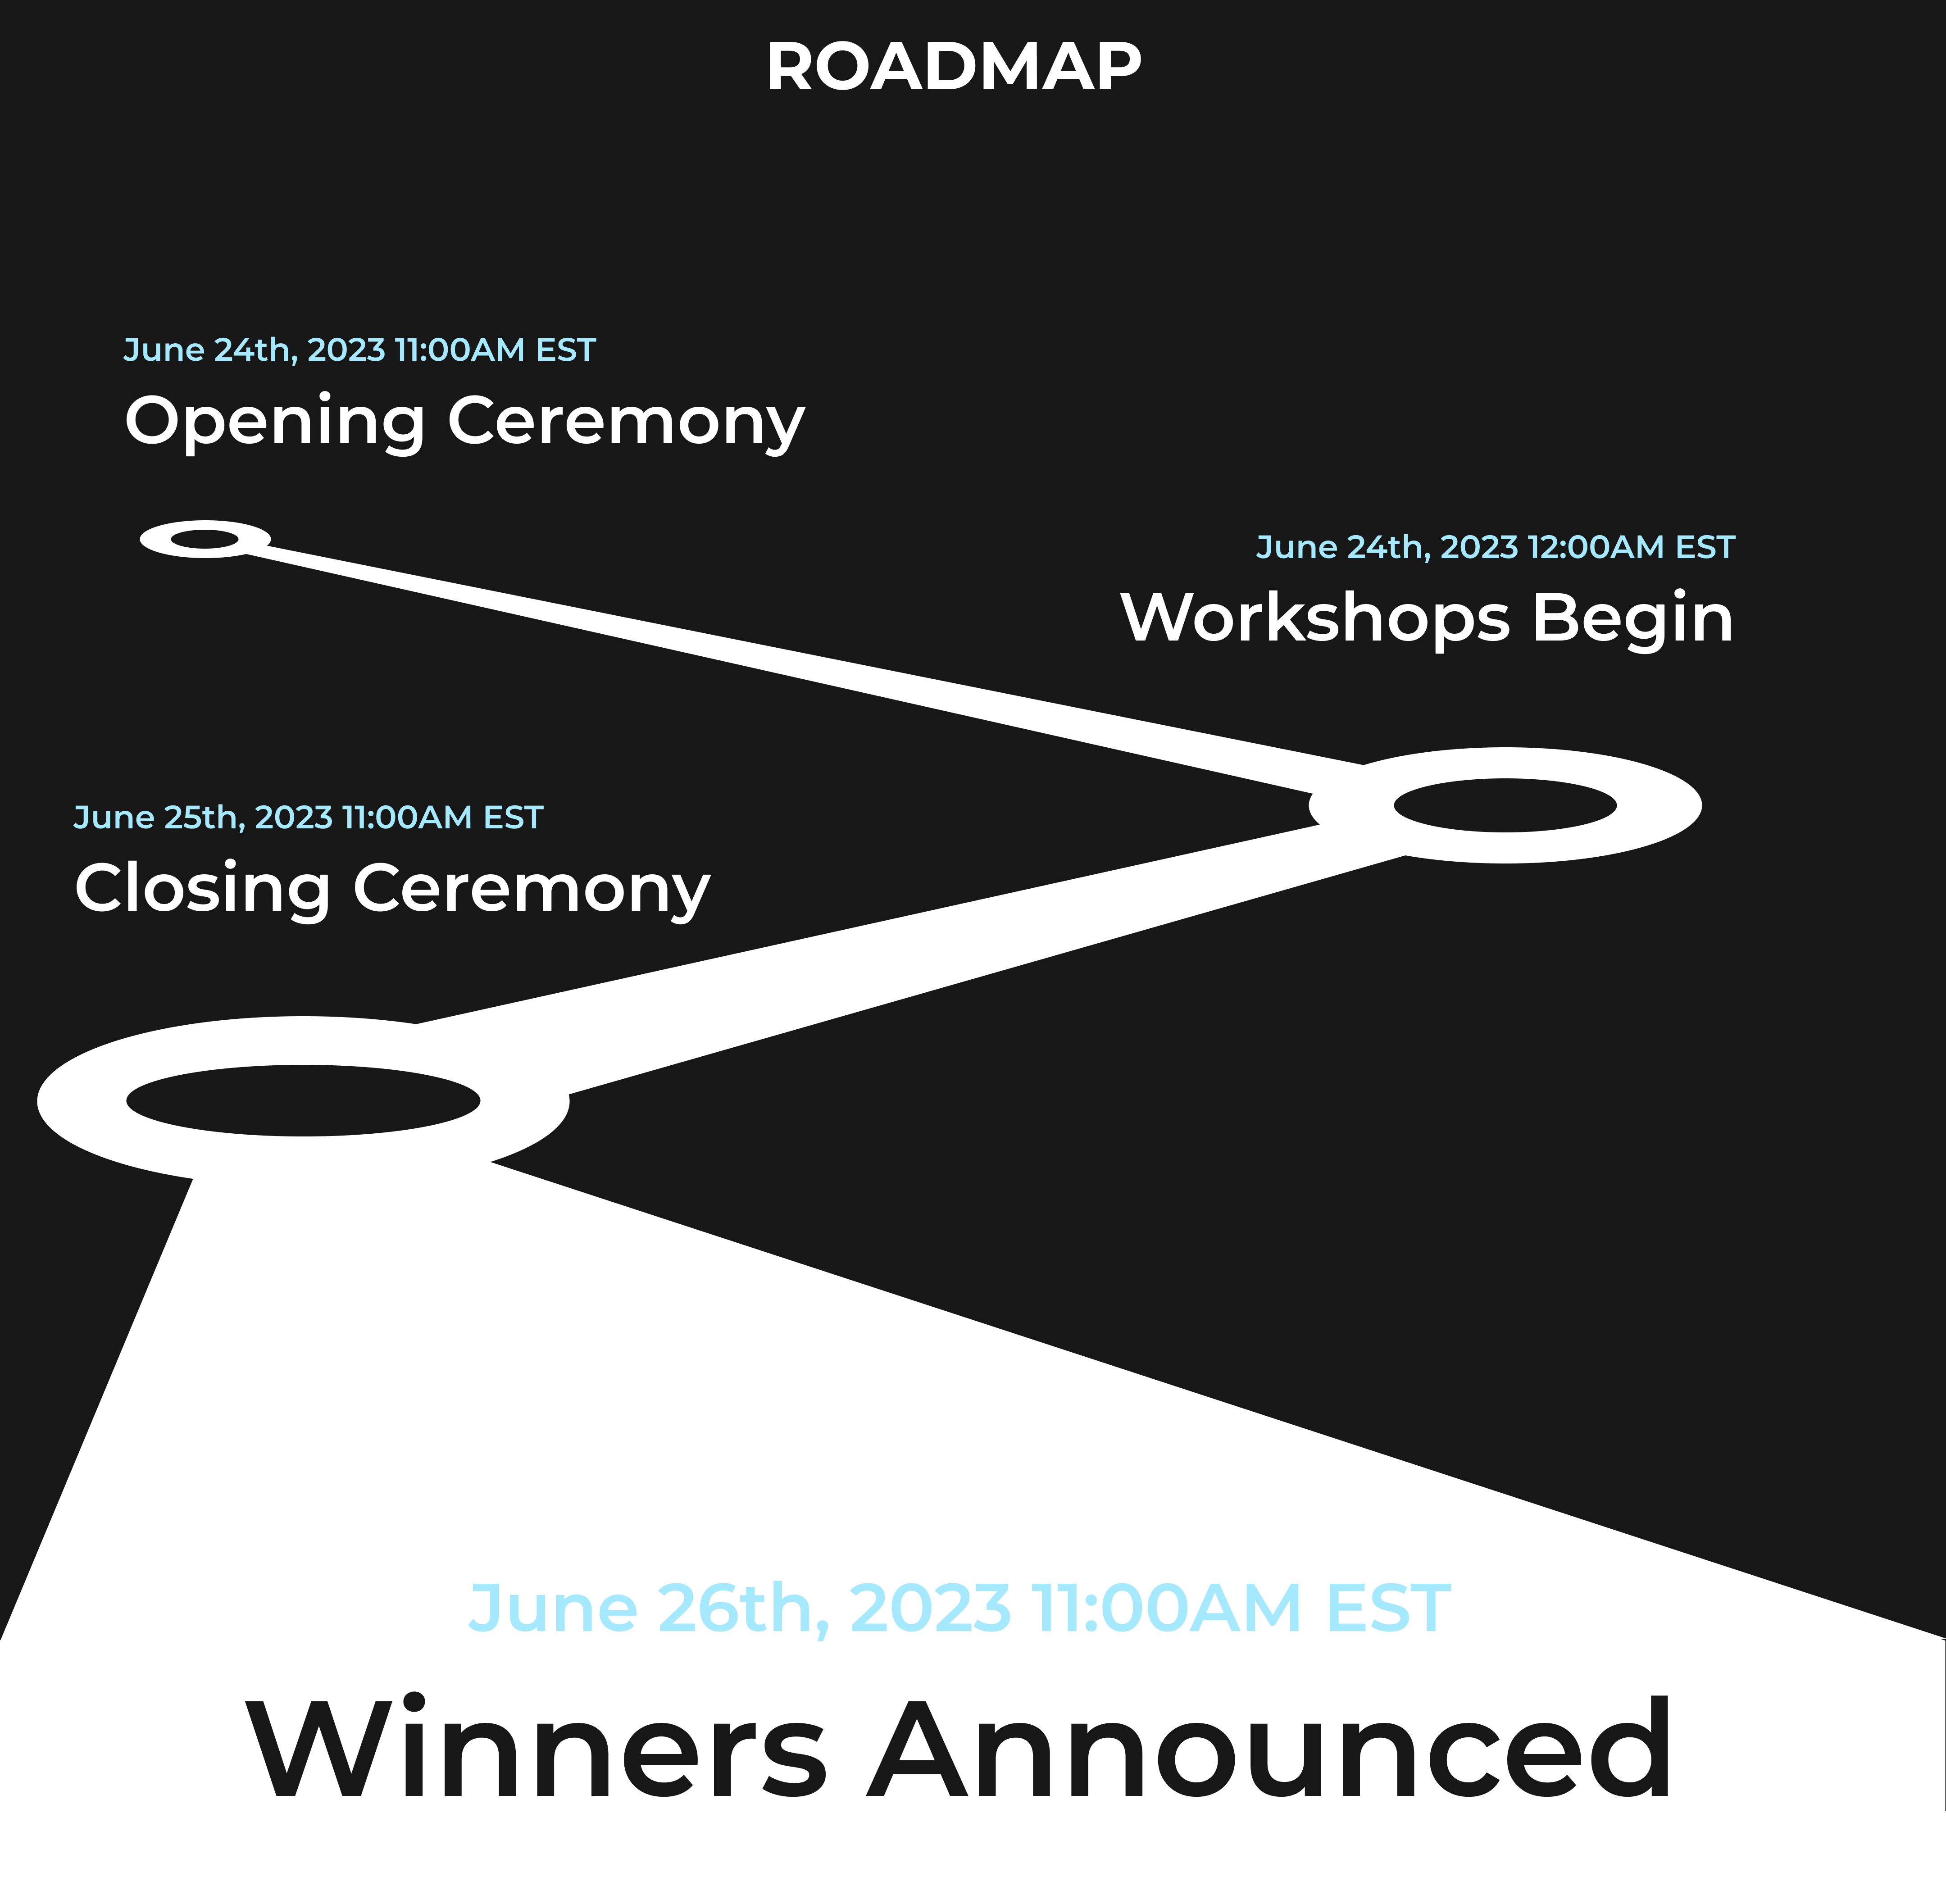 ROADMAP
June 24th, 2023 11:00AM EST
Opening Ceremony
June 24th, 2023 12:00AM EST
Workshops Begin
June 25th, 2023 11:00AM EST
Closing Ceremony
June 26th, 2023 11:00AM EST
Winners Announced